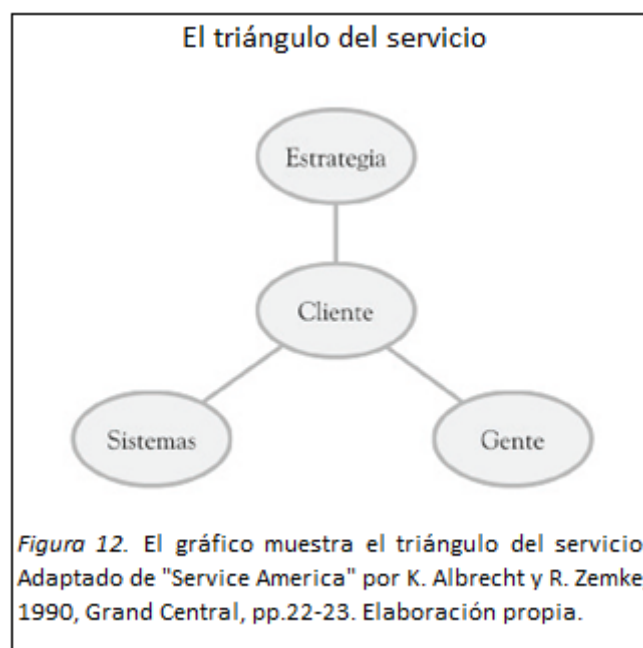 El triángulo del servicio
Estrategia
Cliente
Sistemas
Gente
Figura 12. El gráfico muestra el triángulo del servicio
Adaptado de "Service America" por K. Albrecht y R. Zemke
1990, Grand Central, pp.22-23. Elaboración propia.